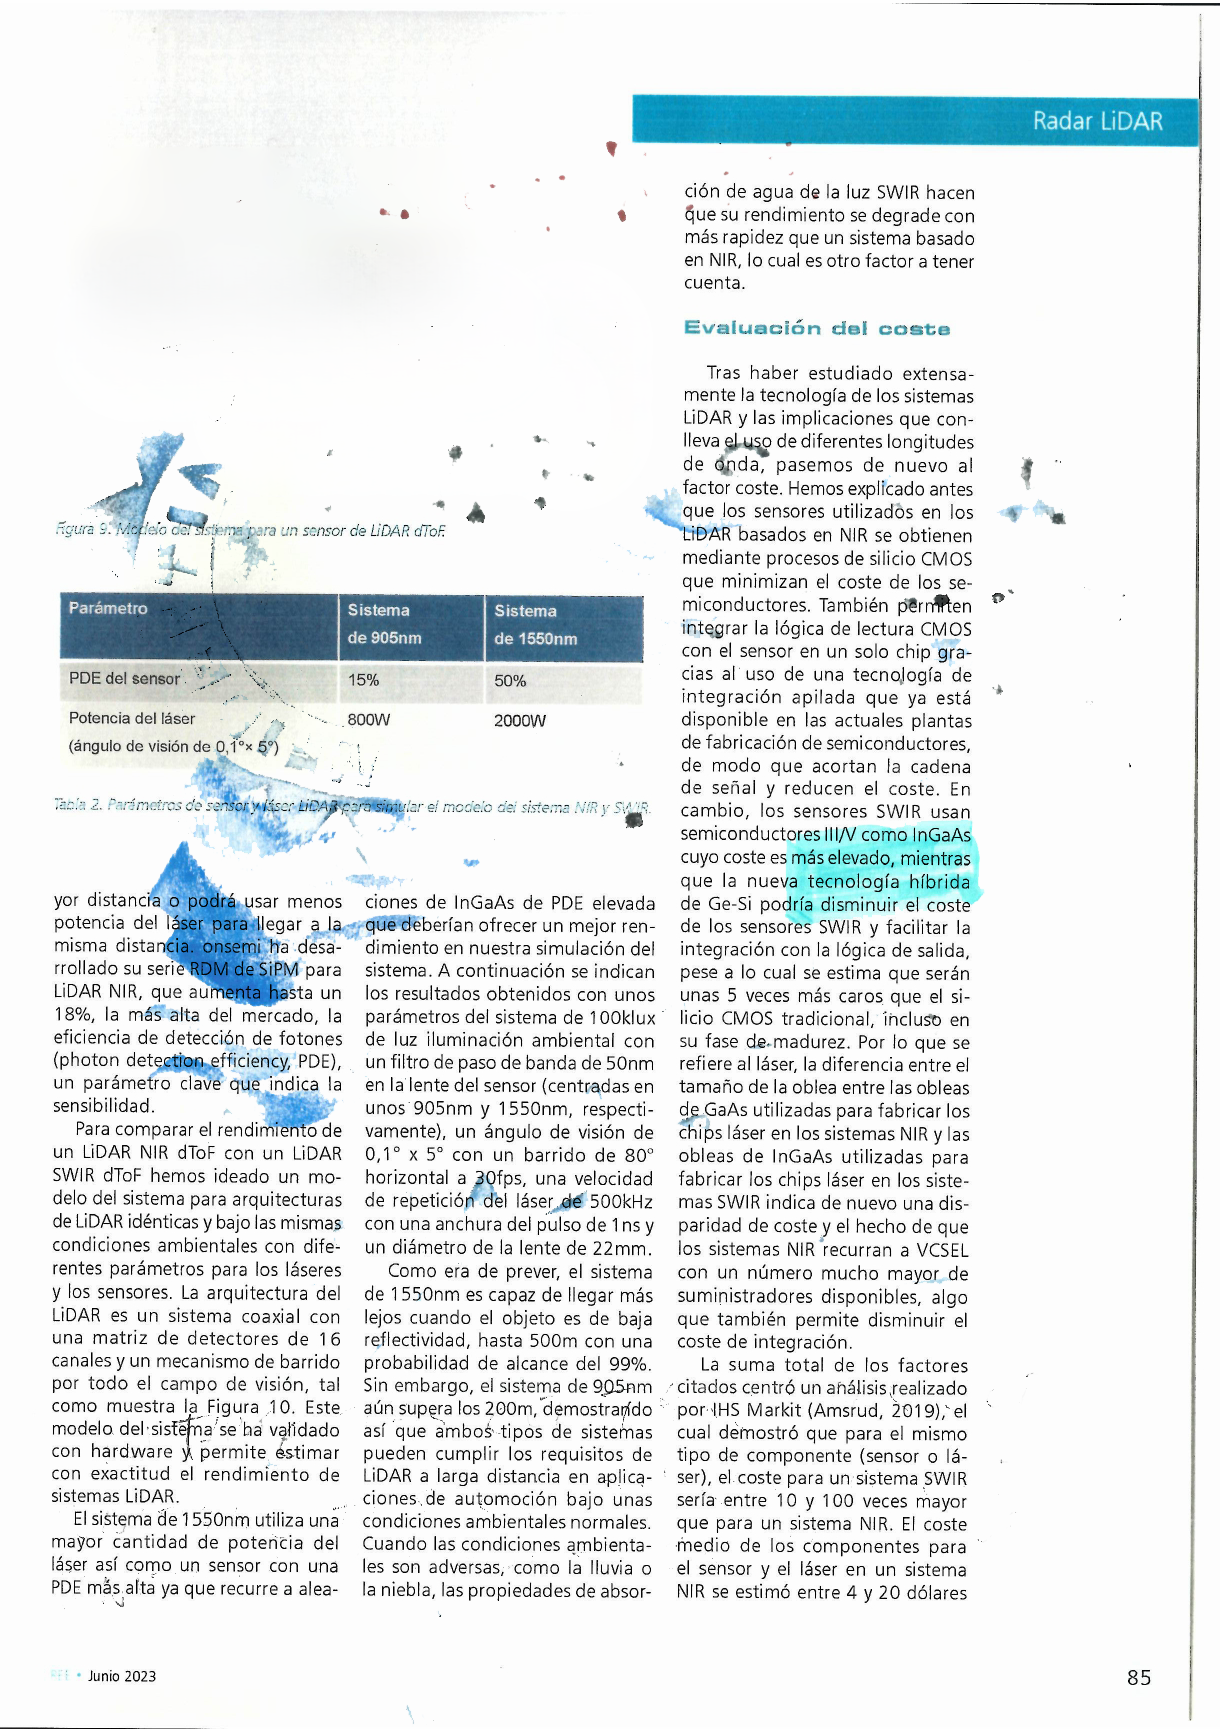 Radar LiDAR
Figura 9. Modelo del sistema para un sensor de LiDAR dToF.
Parámetro
Sistema
de 905nm
Sistema
de 1550nm
PDE del sensor
15%
50%
Potencia del láser
(ángulo de visión de 0,1°x 5°)
800W
2000W
Tabla 2. Parámetros de sensor y láser LiDAR para simular el modelo del sistema NIR y SWIR.
yor distancia o podrá usar menos
potencia del láser para llegar a la
misma distancia. onsemi ha desa-
rrollado su serie RDM de SiPM para
LiDAR NIR, que aumenta hasta un
18%, la más alta del mercado, la
eficiencia de detección de fotones
(photon detection efficiency, PDE),
un parámetro clave que indica la
sensibilidad.
Para comparar el rendimiento de
un LiDAR NIR dToF con un LiDAR
SWIR dToF hemos ideado un mo-
delo del sistema para arquitecturas
de LiDAR idénticas y bajo las mismas
condiciones ambientales con dife-
rentes parámetros para los láseres
y los sensores. La arquitectura del
LiDAR es un sistema coaxial con
una matriz de detectores de 16
canales y un mecanismo de barrido
por todo el campo de visión, tal
como muestra la Figura 10. Este
modelo del sistema se ha validado
con hardware y permite estimar
con exactitud el rendimiento de
sistemas LiDAR.
El sistema de 1550nm utiliza una
mayor cantidad de potencia del
láser así como un sensor con una
PDE más alta ya que recurre a alea-
ciones de InGaAs de PDE elevada
que deberían ofrecer un mejor ren-
dimiento en nuestra simulación del
sistema. A continuación se indican
los resultados obtenidos con unos
parámetros del sistema de 100klux
de luz iluminación ambiental con
un filtro de paso de banda de 50nm
en la lente del sensor (centradas en
unos 905nm y 1550nm, respecti-
vamente), un ángulo de visión de
0,1° x 5° con un barrido de 80°
horizontal a 30fps, una velocidad
de repetición del láser de 500kHz
con una anchura del pulso de 1ns y
un diámetro de la lente de 22mm.
Como era de prever, el sistema
de 1550nm es capaz de llegar más
lejos cuando el objeto es de baja
reflectividad, hasta 500m con una
probabilidad de alcance del 99%.
Sin embargo, el sistema de 905nm
aún supera los 200m, demostrando
así que ambos tipos de sistemas
pueden cumplir los requisitos de
LiDAR a larga distancia en aplica-
ciones de automoción bajo unas
condiciones ambientales normales.
Cuando las condiciones ambienta-
les son adversas, como la lluvia o
la niebla, las propiedades de absor-
ción de agua de la luz SWIR hacen
que su rendimiento se degrade con
más rapidez que un sistema basado
en NIR, lo cual es otro factor a tener
cuenta.
Evaluación del coste
Tras haber estudiado extensa-
mente la tecnología de los sistemas
LiDAR y las implicaciones que con-
lleva el uso de diferentes longitudes
de onda, pasemos de nuevo al
factor coste. Hemos explicado antes
que los sensores utilizados en los
LiDAR basados en NIR se obtienen
mediante procesos de silicio CMOS
que minimizan el coste de los se-
miconductores. También permiten
integrar la lógica de lectura CMOS
con el sensor en un solo chip gra-
cias al uso de una tecnología de
integración apilada que ya está
disponible en las actuales plantas
de fabricación de semiconductores,
de modo que acortan la cadena
de señal y reducen el coste. En
cambio, los sensores SWIR usan
semiconductores III/V como InGaAs
cuyo coste es más elevado, mientras
que la nueva tecnología híbrida
de Ge-Si podría disminuir el coste
de los sensores SWIR y facilitar la
integración con la lógica de salida,
pese a lo cual se estima que serán
unas 5 veces más caros que el si-
licio CMOS tradicional, incluso en
su fase de madurez. Por lo que se
refiere al láser, la diferencia entre el
tamaño de la oblea entre las obleas
de GaAs utilizadas para fabricar los
chips láser en los sistemas NIR y las
obleas de InGaAs utilizadas para
fabricar los chips láser en los siste-
mas SWIR indica de nuevo una dis-
paridad de coste y el hecho de que
los sistemas NIR recurran a VCSEL
con un número mucho mayor de
suministradores disponibles, algo
que también permite disminuir el
coste de integración.
La suma total de los factores
citados centró un análisis realizado
por IHS Markit (Amsrud, 2019), el
cual demostró que para el mismo
tipo de componente (sensor o lá-
ser), el coste para un sistema SWIR
sería entre 10 y 100 veces mayor
que para un sistema NIR. El coste
medio de los componentes para
el sensor y el láser en un sistema
NIR se estimó entre 4 y 20 dólares
• Junio 2023
85